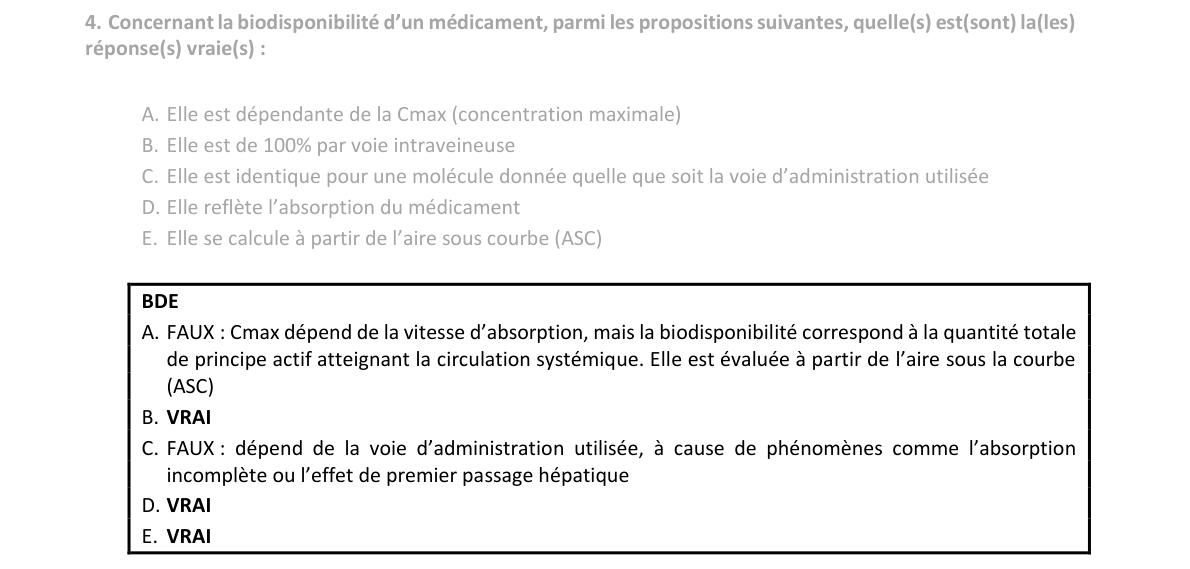 4. Concernant la biodisponibilité d’un médicament, parmi les propositions suivantes, quelle(s) est(sont) la(les)
réponse(s) vraie(s) :
A. Elle est dépendante de la Cmax (concentration maximale)
B. Elle est de 100% par voie intraveineuse
C. Elle est identique pour une molécule donnée quelle que soit la voie d’administration utilisée
D. Elle reflète l’absorption du médicament
E. Elle se calcule à partir de l’aire sous courbe (ASC)
BDE
A. FAUX : Cmax dépend de la vitesse d’absorption, mais la biodisponibilité correspond à la quantité totale
de principe actif atteignant la circulation systémique. Elle est évaluée à partir de l’aire sous la courbe
(ASC)
B. VRAI
C. FAUX : dépend de la voie d’administration utilisée, à cause de phénomènes comme l’absorption
incomplète ou l’effet de premier passage hépatique
D. VRAI
E. VRAI